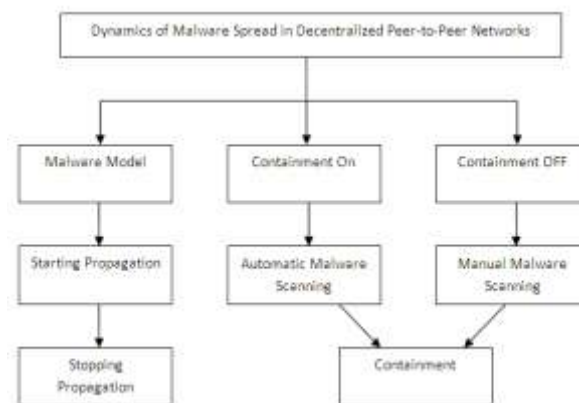 Dynamics of Malware Spread in Decentralized Peer-to-Peer Networks
Malware Model
Containment On
Containment OFF
Starting Propagation
Automatic Malware
Scanning
Manual Malware
Scanning
Stopping
Propagation
Containment